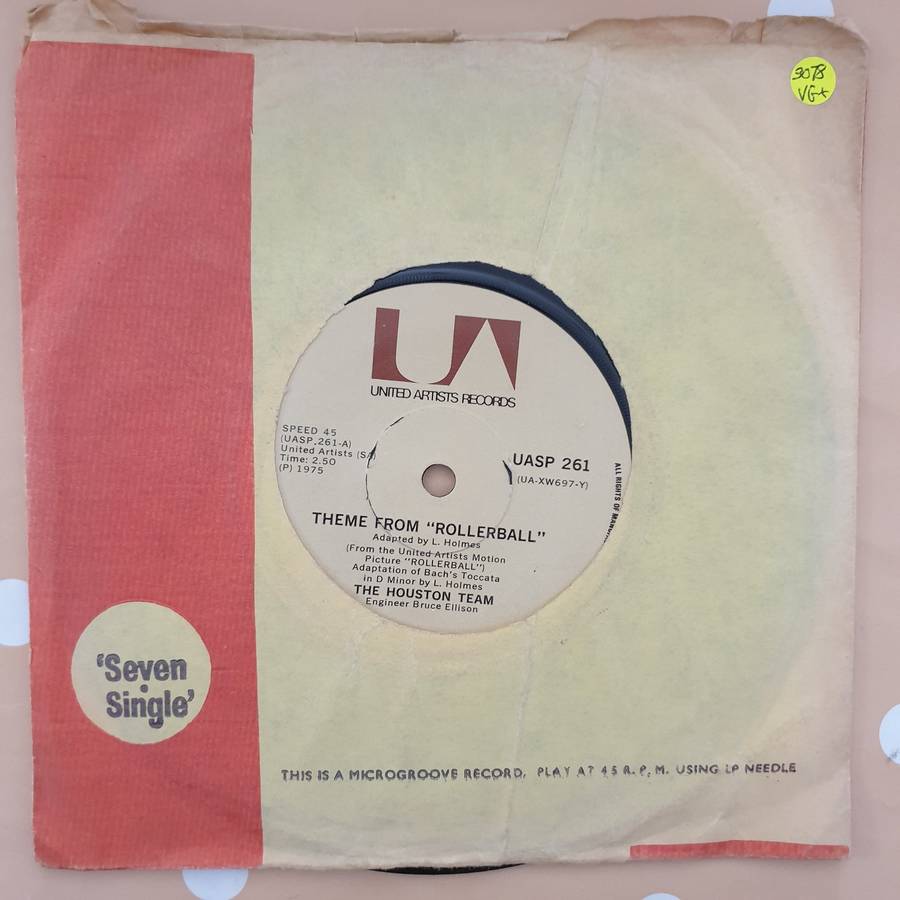 VG+
UA
UNITED ARTISTS RECORDS
SPEED 45
(UASP.261-A)
United Artists (SA)
Time: 2.50
(P) 1975
UASP 261
(UA-XW697-Y)
ALL RIGHTS OF
THEME FROM "ROLLERBALL"
Adapted by L. Holmes
(From the United Artists Motion
Picture "ROLLERBALL")
Adaptation of Bach's Toccata
in D Minor by L. Holmes
THE HOUSTON TEAM
Engineer Bruce Ellison
'Seven
Single'
THIS IS A MICROGROOVE RECORD, PLAY AT 45 R.P.M. USING LP NEEDLE